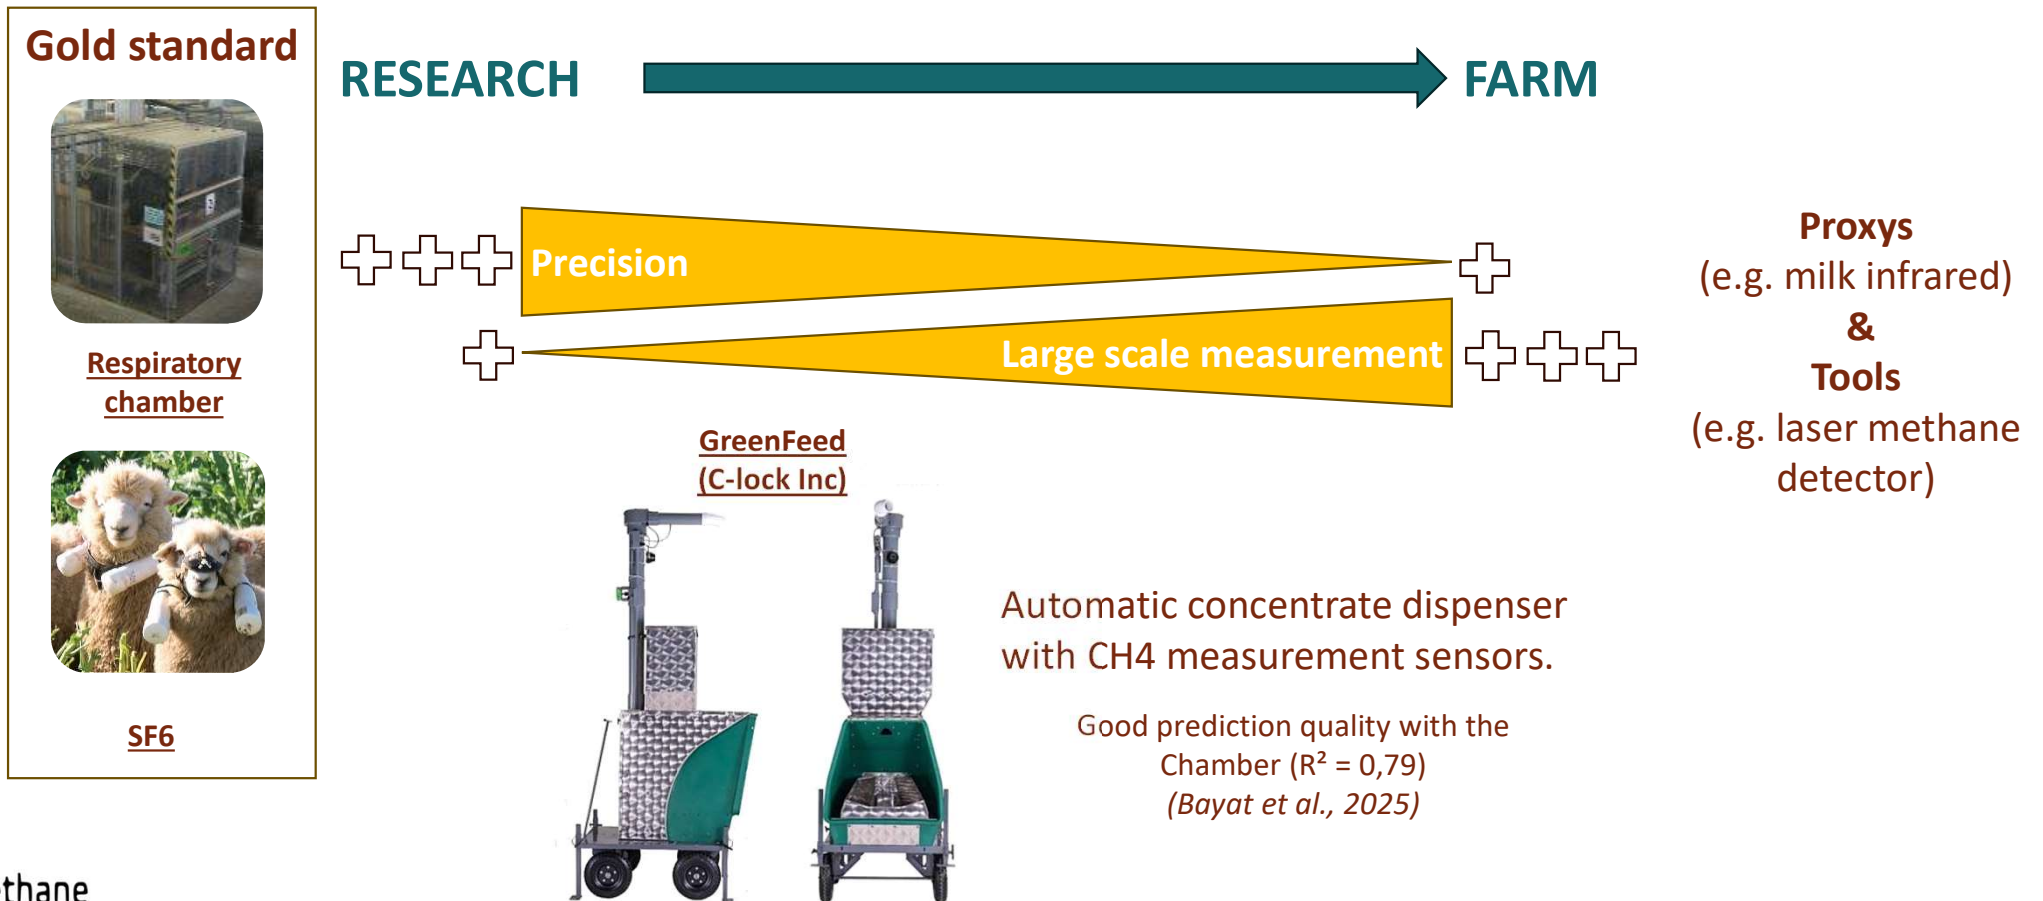 Gold standard
Respiratory
chamber
SF6
RESEARCH
FARM
Precision
Large scale measurement
Proxys
(e.g. milk infrared)
&
Tools
(e.g. laser methane
detector)
GreenFeed
(C-lock Inc)
Automatic concentrate dispenser
with CH4 measurement sensors.
Good prediction quality with the
Chamber (R² = 0,79)
(Bayat et al., 2025)
ethane